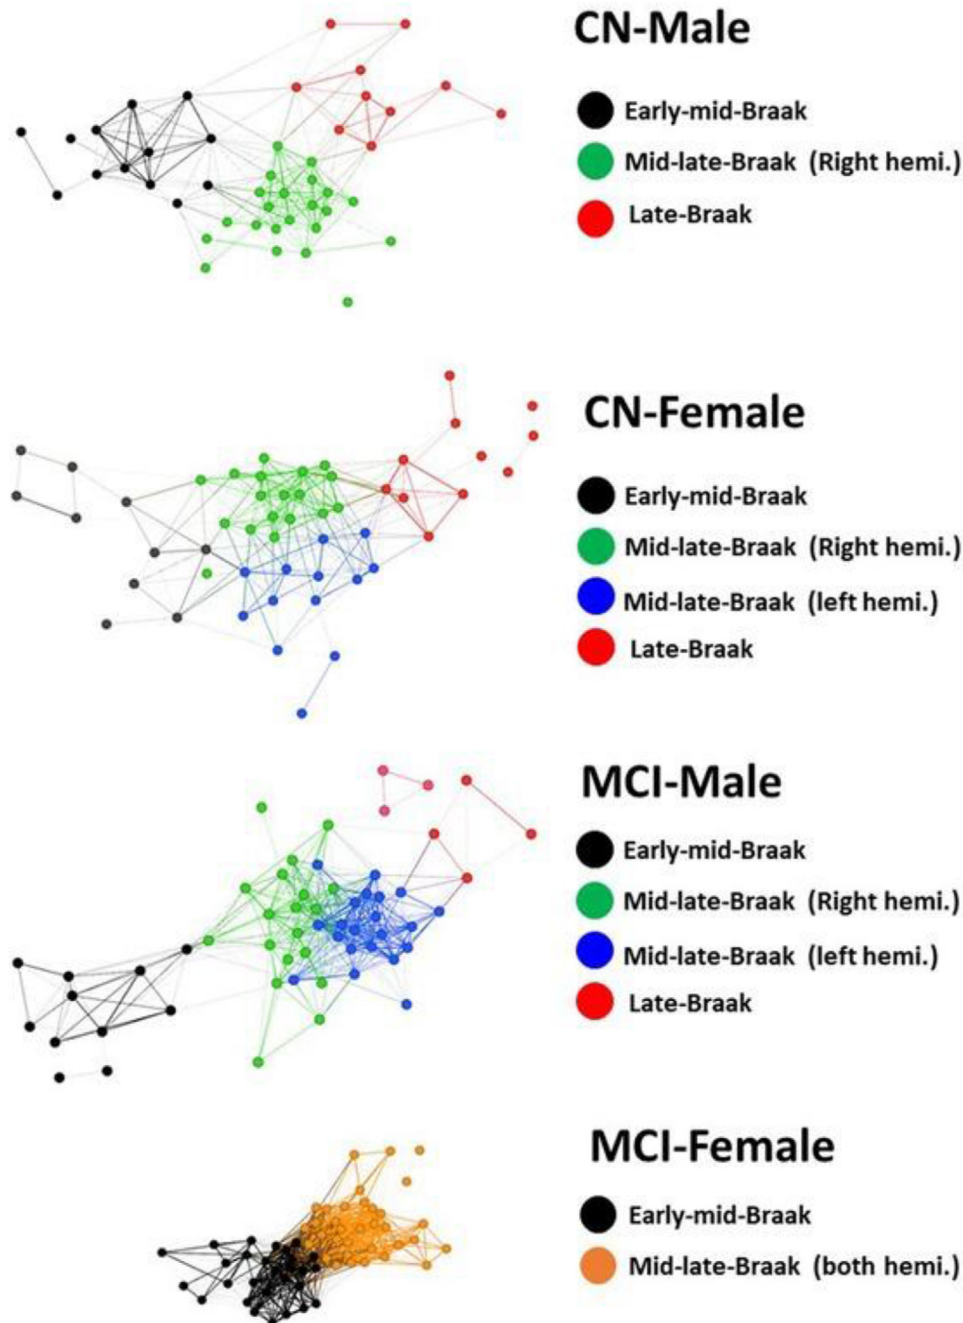 CN-Male
Early-mid-Braak
Mid-late-Braak (Right hemi.)
Late-Braak
CN-Female
Early-mid-Braak
Mid-late-Braak (Right hemi.)
Mid-late-Braak (left hemi.)
Late-Braak
MCI-Male
Early-mid-Braak
Mid-late-Braak (Right hemi.)
Mid-late-Braak (left hemi.)
Late-Braak
MCI-Female
Early-mid-Braak
Mid-late-Braak (both hemi.)